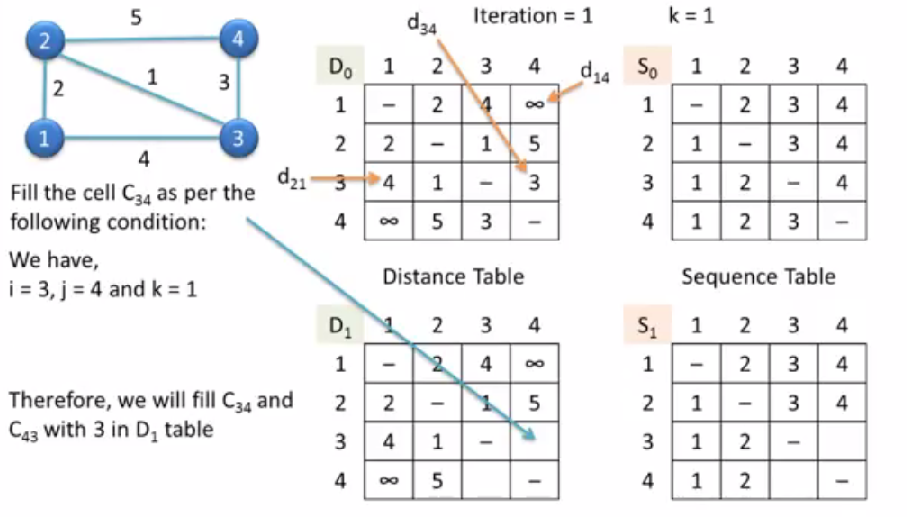 Iteration = 1 k = 1
5
2 4
2 1 3
1 3
4
d34
d14
d21
D0 1 2 3 4
1 – 2 4 ∞
2 2 – 1 5
3 4 1 – 3
4 ∞ 5 3 –
Distance Table
S0 1 2 3 4
1 – 2 3 4
2 1 – 3 4
3 1 2 – 4
4 1 2 3 –
Sequence Table
Fill the cell C34 as per the
following condition:
We have,
i = 3, j = 4 and k = 1
Therefore, we will fill C34 and
C43 with 3 in D1 table
D1 1 2 3 4
1 – 2 4 ∞
2 2 – 1 5
3 4 1 –
4 ∞ 5 –
S1 1 2 3 4
1 – 2 3 4
2 1 – 3 4
3 1 2 –
4 1 2 –